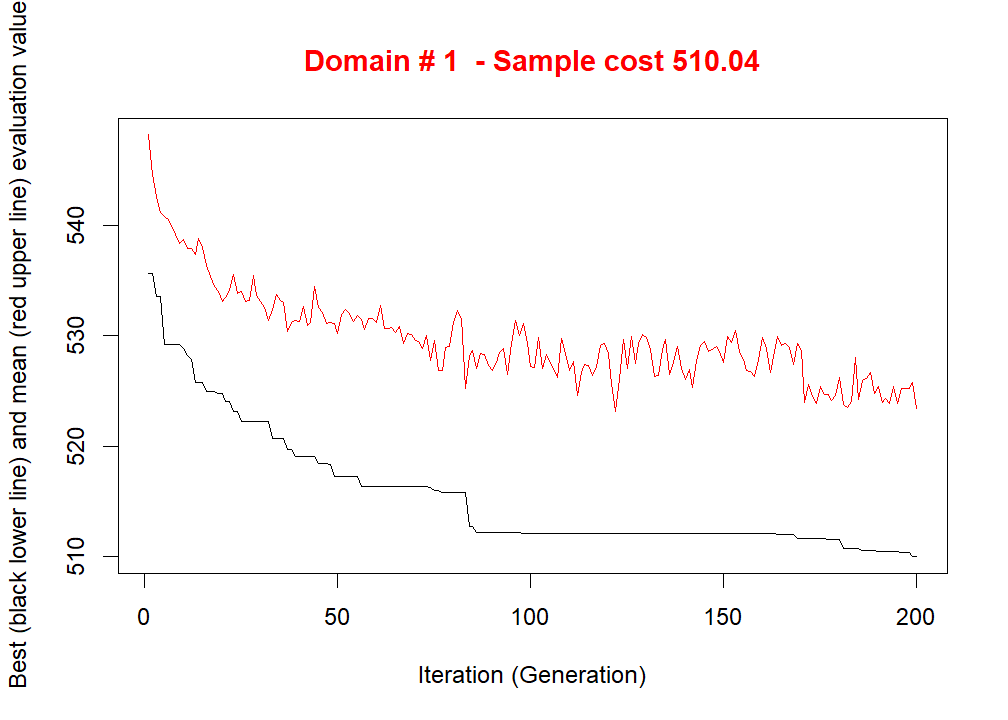 Domain # 1  - Sample cost 510.04
Best (black lower line) and mean (red upper line) evaluation value
540
530
520
510
0 50 100 150 200
Iteration (Generation)